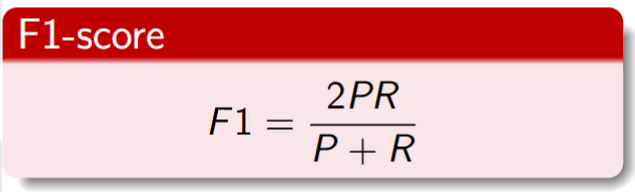 F1-score
F1 = 2PR / P + R